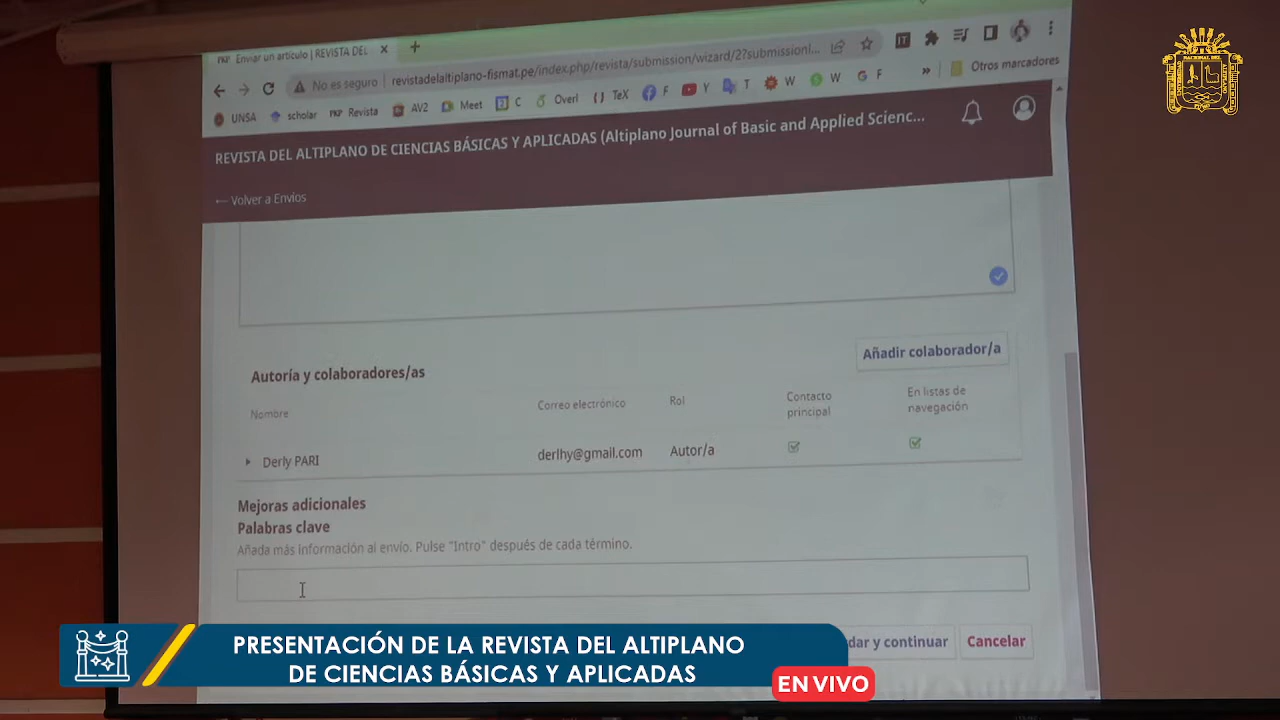 Enviar un artículo | REVISTA DEL
No es seguro | revistadelaltiplano-fismat.pe/index.php/revista/submission/wizard/2?submissionI...
UNSA scholar Revista AV2 Meet C Overl TeX F Y T W W F » Otros marcadores
REVISTA DEL ALTIPLANO DE CIENCIAS BÁSICAS Y APLICADAS (Altiplano Journal of Basic and Applied Scienc...
← Volver a Envíos
Añadir colaborador/a
Autoría y colaboradores/as
Nombre Correo electrónico Rol Contacto principal En listas de navegación
Derly PARI derlhy@gmail.com Autor/a
Mejoras adicionales
Palabras clave
Añada más información al envío. Pulse "Intro" después de cada término.
dar y continuar Cancelar
PRESENTACIÓN DE LA REVISTA DEL ALTIPLANO
DE CIENCIAS BÁSICAS Y APLICADAS
EN VIVO